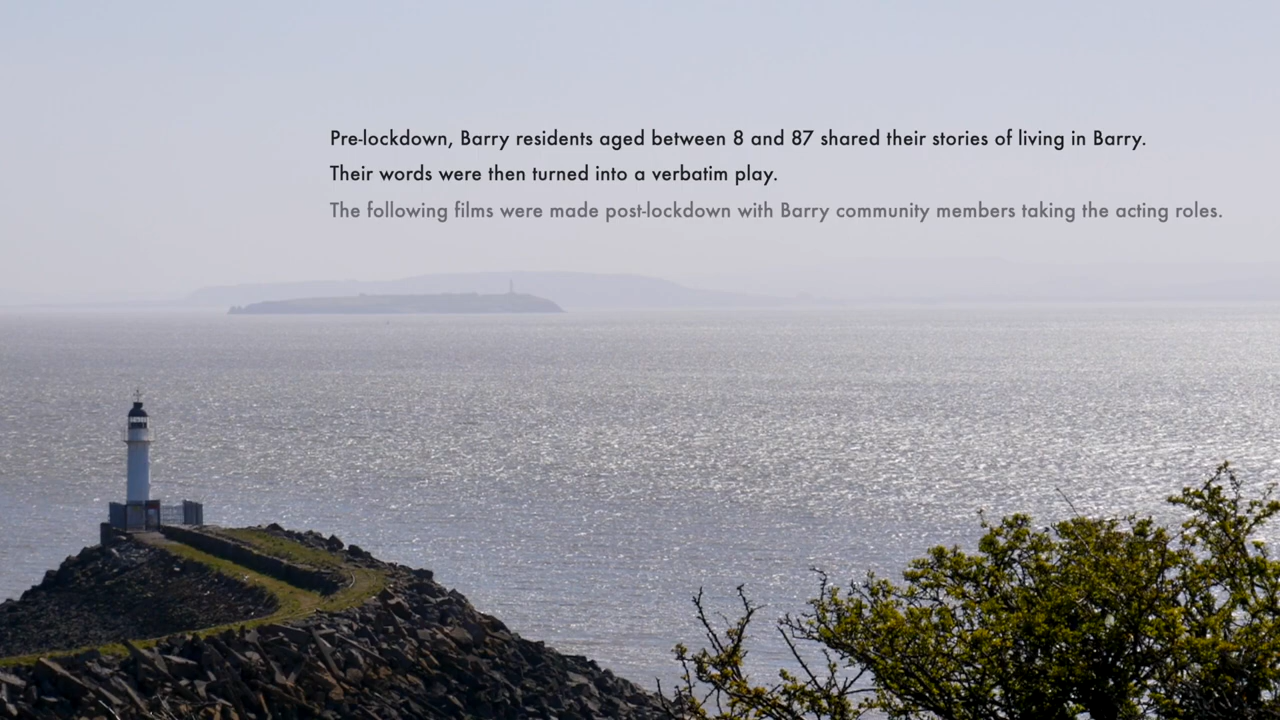 Pre-lockdown, Barry residents aged between 8 and 87 shared their stories of living in Barry.
Their words were then turned into a verbatim play.
The following films were made post-lockdown with Barry community members taking the acting roles.